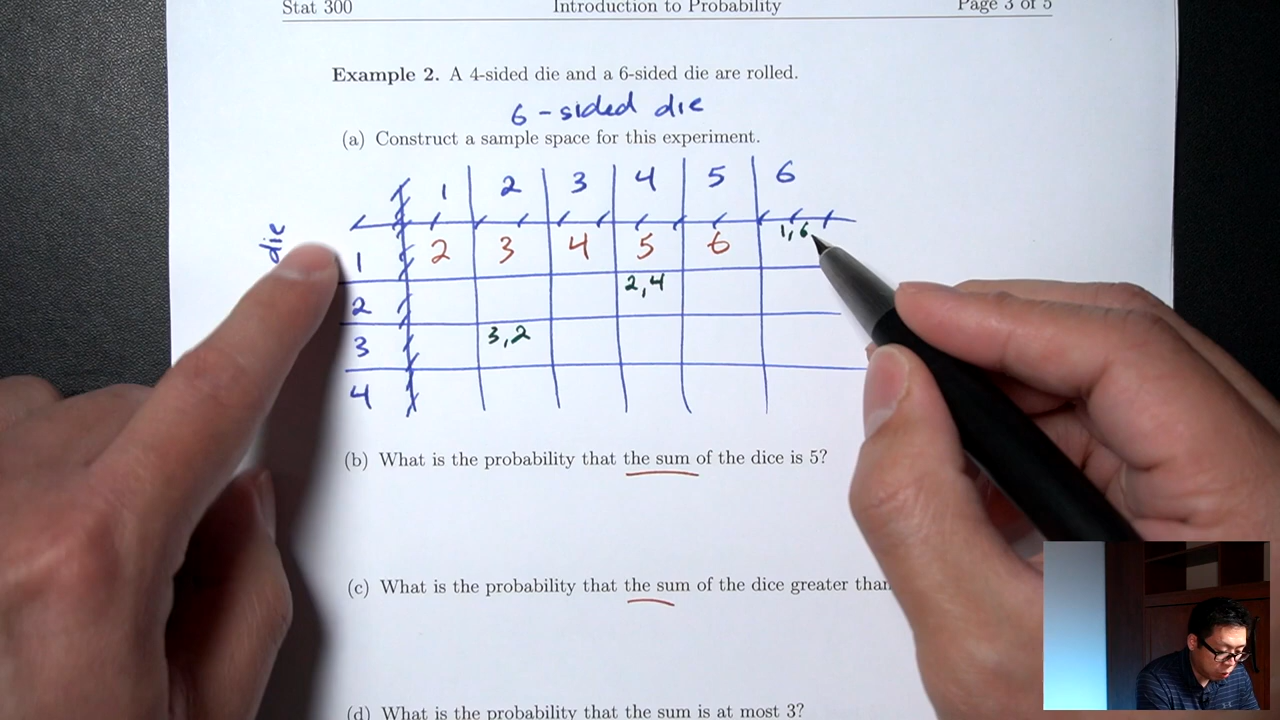 Stat 300 Introduction to Probability Page 3 of 5
Example 2. A 4-sided die and a 6-sided die are rolled.
6-sided die
(a) Construct a sample space for this experiment.
1 2 3 4 5 6
die
1 2 3 4 5 6 1,6
2 2,4
3 3,2
4
(b) What is the probability that the sum of the dice is 5?
(c) What is the probability that the sum of the dice greater than
(d) What is the probability that the sum is at most 3?